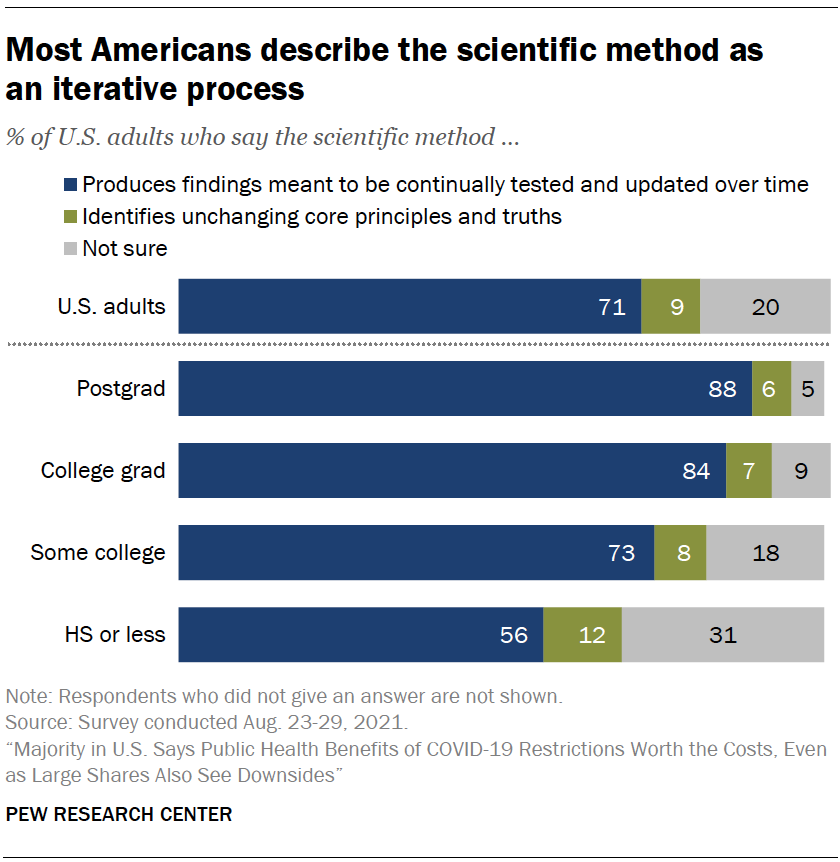 Most Americans describe the scientific method as
an iterative process
% of U.S. adults who say the scientific method ...
Produces findings meant to be continually tested and updated over time
Identifies unchanging core principles and truths
Not sure
U.S. adults 71 9 20
Postgrad 88 6 5
College grad 84 7 9
Some college 73 8 18
HS or less 56 12 31
Note: Respondents who did not give an answer are not shown.
Source: Survey conducted Aug. 23-29, 2021.
“Majority in U.S. Says Public Health Benefits of COVID-19 Restrictions Worth the Costs, Even
as Large Shares Also See Downsides”
PEW RESEARCH CENTER